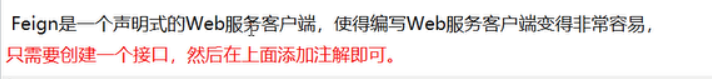 Feign是一个声明式的Web服务客户端，使得编写Web服务客户端变得非常容易，
只需要创建一个接口，然后在上面添加注解即可。